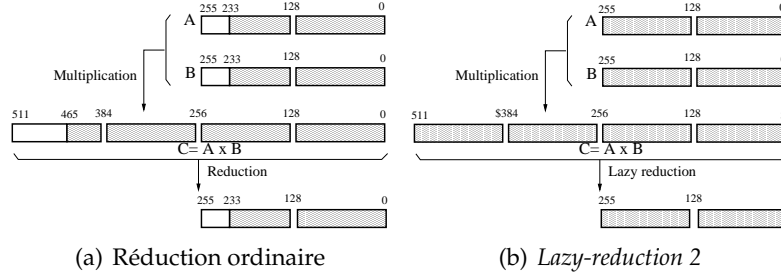 255 233 128 0
A
Multiplication
255 233 128 0
B
511 465 384 256 128 0
C= A x B
Reduction
255 233 128 0
(a) Réduction ordinaire
255 128
A
Multiplication
255 128
B
511 $384 256 128
C= A x B
Lazy reduction
255 128
(b) Lazy-reduction 2